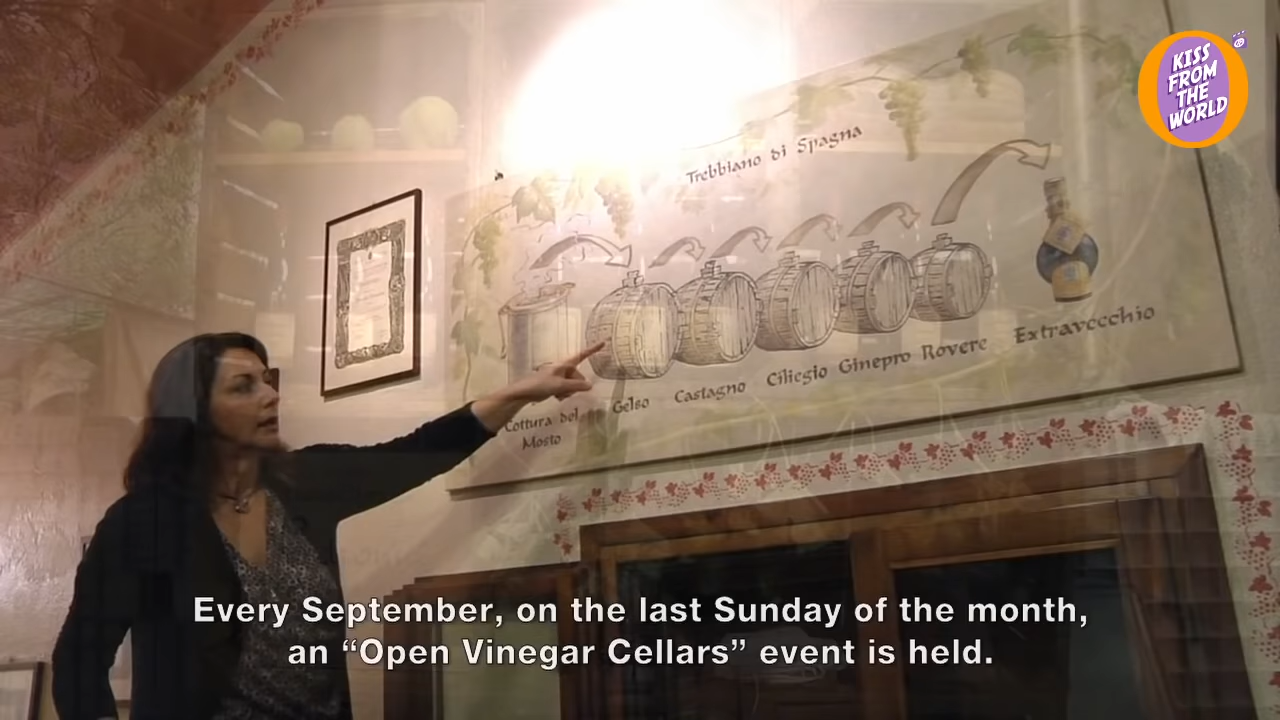 KISS
FROM
THE
WORLD
Trebbiano di Spagna
Extravecchio
Cottura del
Mosto
Gelso
Castagno
Ciliegio
Ginepro
Rovere
Every September, on the last Sunday of the month,
an “Open Vinegar Cellars” event is held.